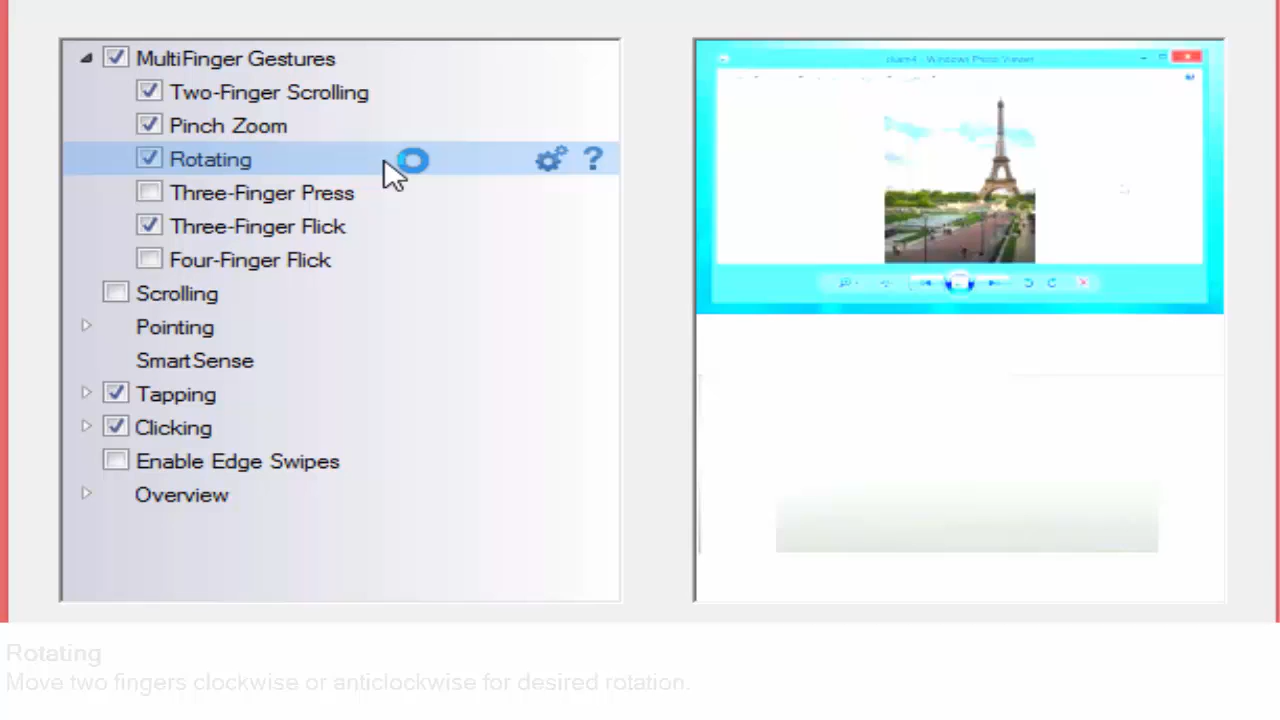 MultiFinger Gestures
Two-Finger Scrolling
Pinch Zoom
Rotating
?
Three-Finger Press
Three-Finger Flick
Four-Finger Flick
Scrolling
Pointing
SmartSense
Tapping
Clicking
Enable Edge Swipes
Overview
Rotating
Move two fingers clockwise or anticlockwise for desired rotation.